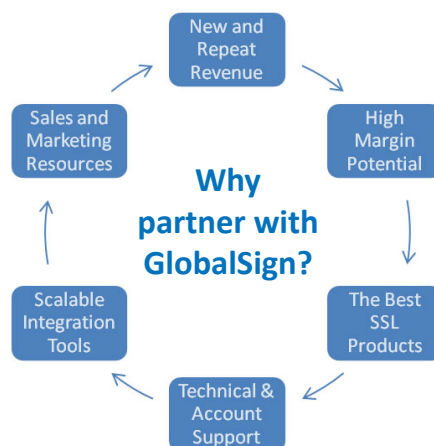 New and
Repeat
Revenue
High
Margin
Potential
The Best
SSL
Products
Technical &
Account
Support
Scalable
Integration
Tools
Sales and
Marketing
Resources
Why
partner with
GlobalSign?